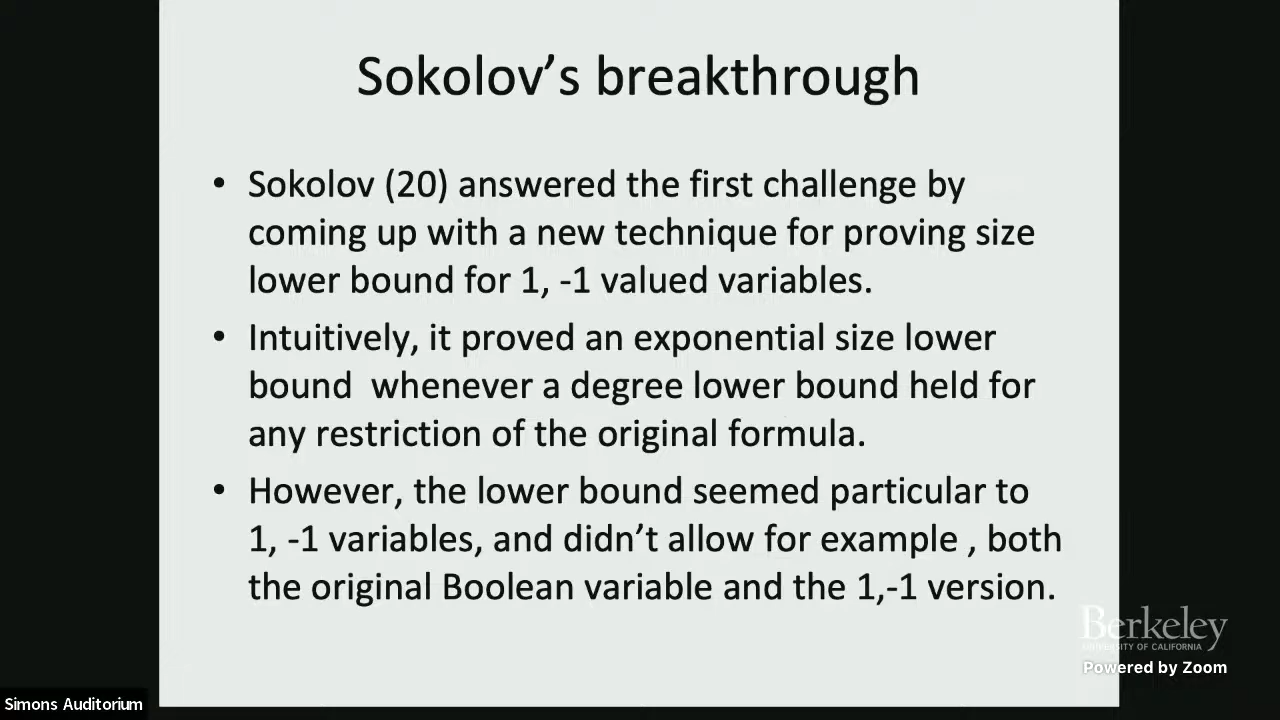 Sokolov's breakthrough
• Sokolov (20) answered the first challenge by
coming up with a new technique for proving size
lower bound for 1, -1 valued variables.
• Intuitively, it proved an exponential size lower
bound  whenever a degree lower bound held for
any restriction of the original formula.
• However, the lower bound seemed particular to
1, -1 variables, and didn't allow for example , both
the original Boolean variable and the 1,-1 version.
Berkeley
UNIVERSITY OF CALIFORNIA
Powered by Zoom
Simons Auditorium